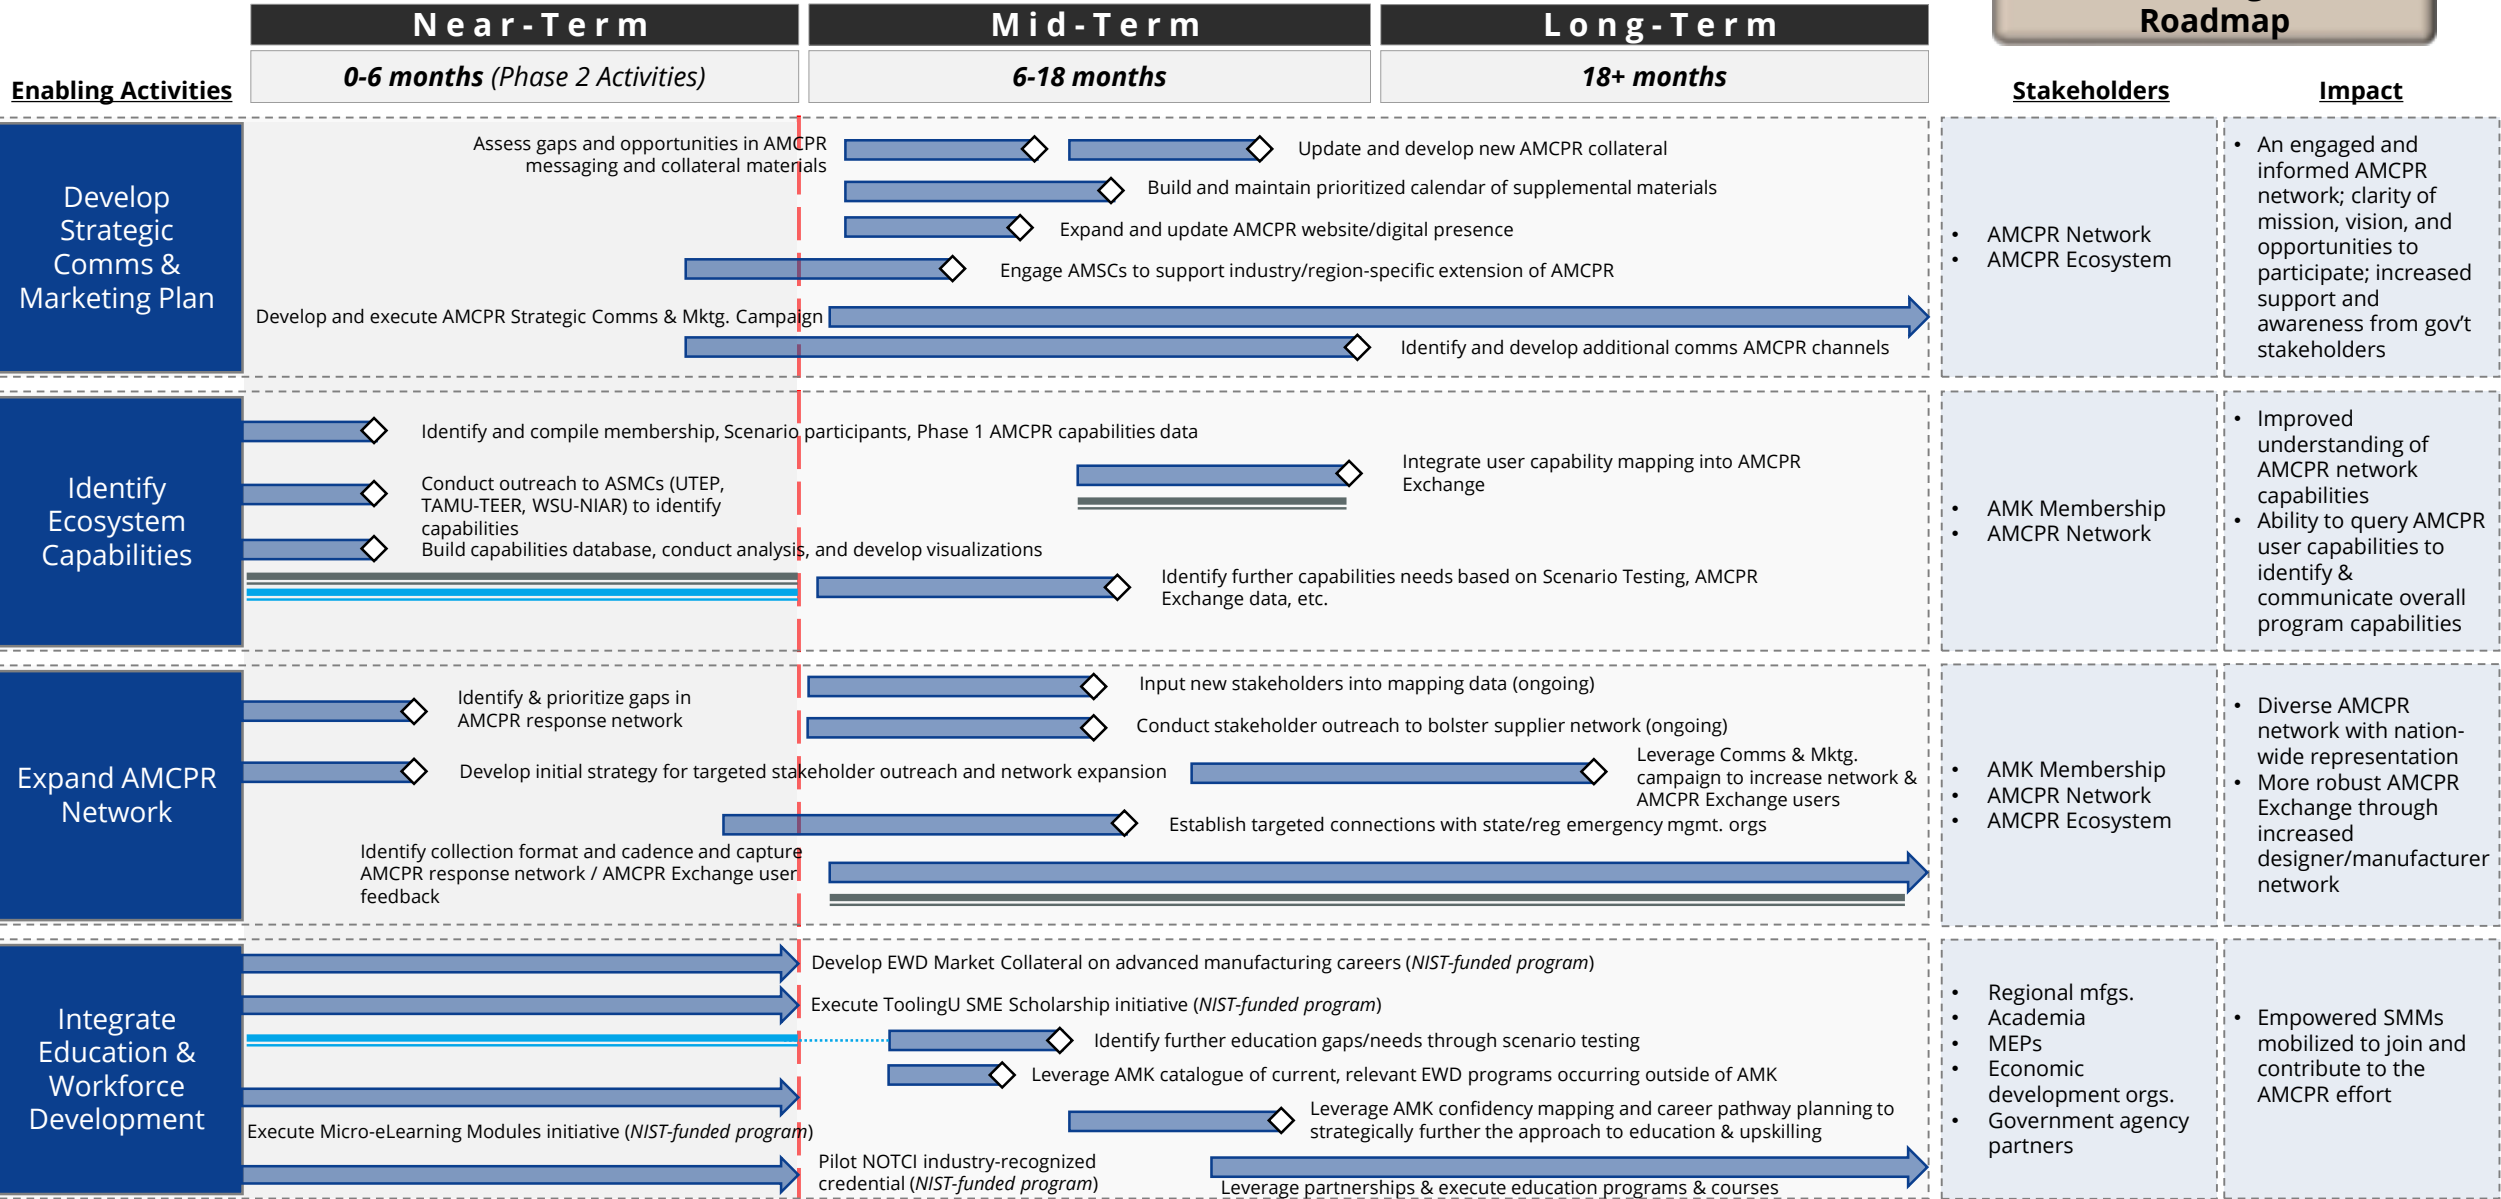 Near-Term
Mid-Term
Long-Term
Roadmap
0-6 months (Phase 2 Activities)
6-18 months
18+ months
Enabling Activities
Stakeholders
Impact
Develop
Strategic
Comms &
Marketing Plan
Assess gaps and opportunities in AMCPR
messaging and collateral materials
Update and develop new AMCPR collateral
Build and maintain prioritized calendar of supplemental materials
Expand and update AMCPR website/digital presence
Engage AMSCs to support industry/region-specific extension of AMCPR
Develop and execute AMCPR Strategic Comms & Mktg. Campaign
Identify and develop additional comms AMCPR channels
• AMCPR Network
• AMCPR Ecosystem
• An engaged and
informed AMCPR
network; clarity of
mission, vision, and
opportunities to
participate; increased
support and
awareness from gov’t
stakeholders
Identify
Ecosystem
Capabilities
Identify and compile membership, Scenario participants, Phase 1 AMCPR capabilities data
Conduct outreach to ASMCs (UTEP,
TAMU-TEER, WSU-NIAR) to identify
capabilities
Build capabilities database, conduct analysis, and develop visualizations
Integrate user capability mapping into AMCPR
Exchange
Identify further capabilities needs based on Scenario Testing, AMCPR
Exchange data, etc.
• AMK Membership
• AMCPR Network
• Improved
understanding of
AMCPR network
capabilities
• Ability to query AMCPR
user capabilities to
identify &
communicate overall
program capabilities
Expand AMCPR
Network
Identify & prioritize gaps in
AMCPR response network
Input new stakeholders into mapping data (ongoing)
Conduct stakeholder outreach to bolster supplier network (ongoing)
Develop initial strategy for targeted stakeholder outreach and network expansion
Leverage Comms & Mktg.
campaign to increase network &
AMCPR Exchange users
Establish targeted connections with state/reg emergency mgmt. orgs
Identify collection format and cadence and capture
AMCPR response network / AMCPR Exchange user
feedback
• AMK Membership
• AMCPR Network
• AMCPR Ecosystem
• Diverse AMCPR
network with nation-
wide representation
• More robust AMCPR
Exchange through
increased
designer/manufacturer
network
Integrate
Education &
Workforce
Development
Develop EWD Market Collateral on advanced manufacturing careers (NIST-funded program)
Execute ToolingU SME Scholarship initiative (NIST-funded program)
Identify further education gaps/needs through scenario testing
Leverage AMK catalogue of current, relevant EWD programs occurring outside of AMK
Leverage AMK confidency mapping and career pathway planning to
strategically further the approach to education & upskilling
Execute Micro-eLearning Modules initiative (NIST-funded program)
Pilot NOTCI industry-recognized
credential (NIST-funded program)
Leverage partnerships & execute education programs & courses
• Regional mfgs.
• Academia
• MEPs
• Economic
development orgs.
• Government agency
partners
• Empowered SMMs
mobilized to join and
contribute to the
AMCPR effort